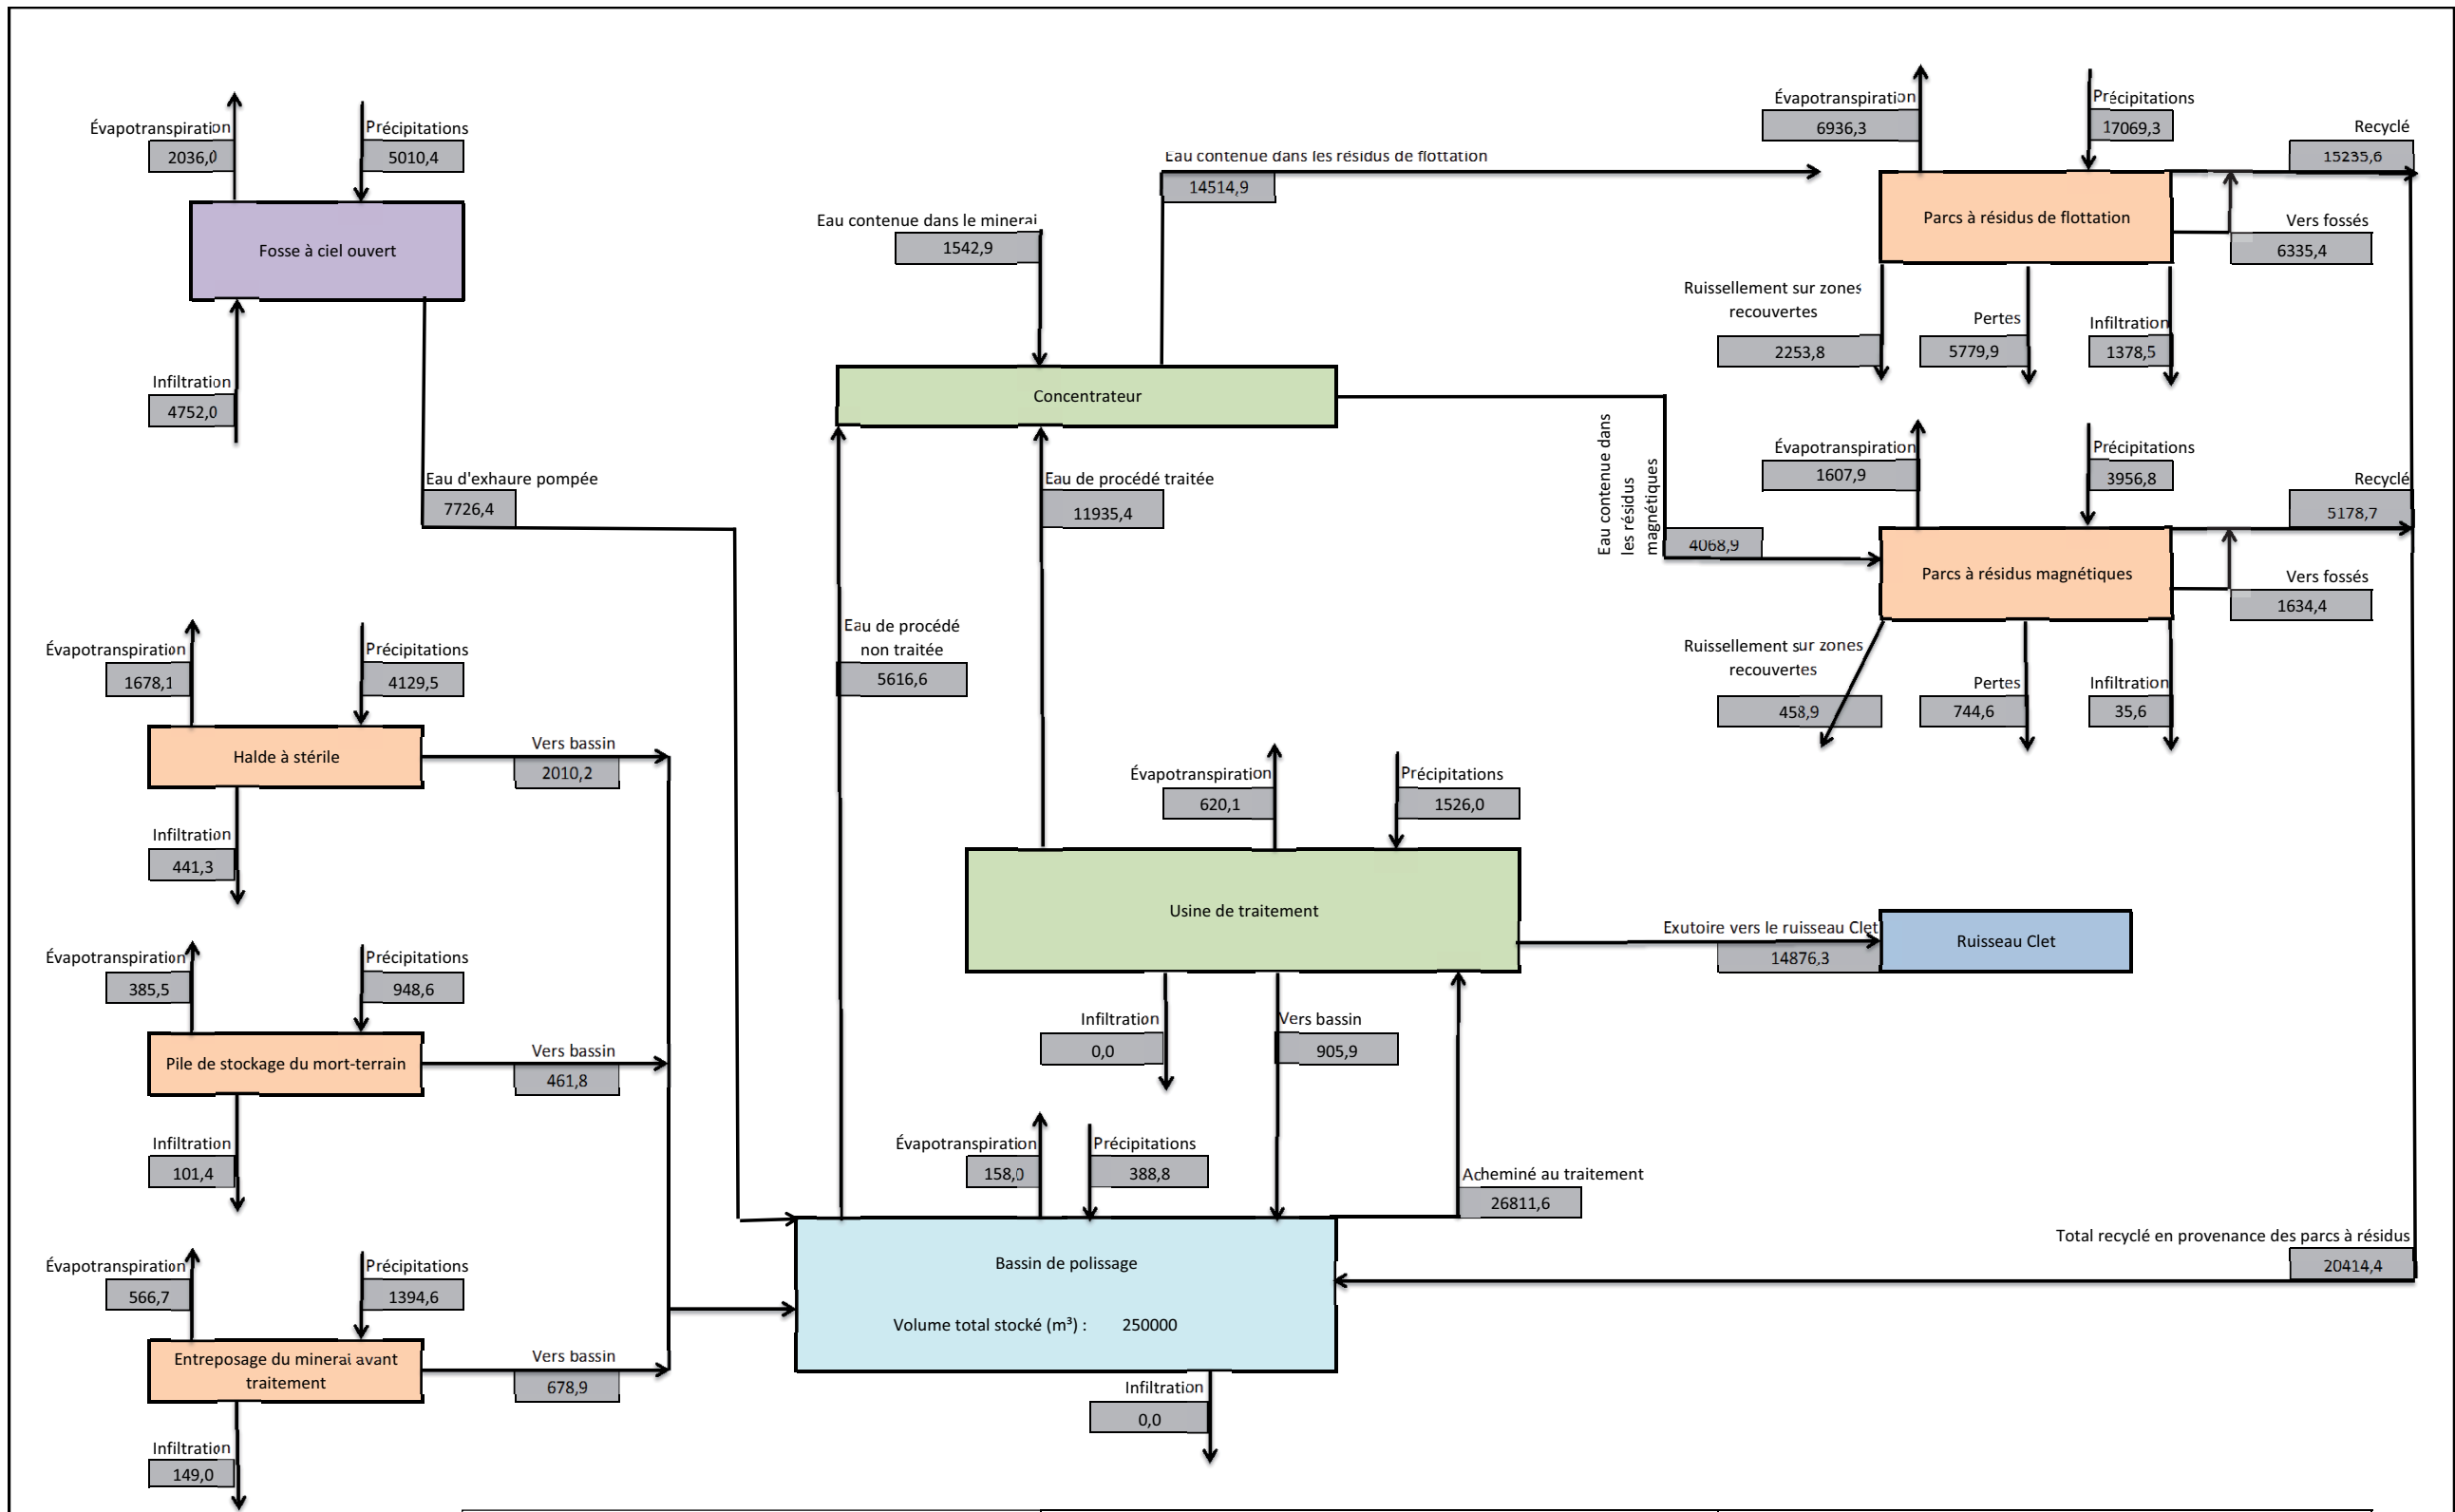 Évapotranspiration
2036,0
Précipitations
5010,4
Fosse à ciel ouvert
Infiltration
4752,0
Eau d'exhaure pompée
7726,4
Évapotranspiration
1678,1
Précipitations
4129,5
Halde à stérile
Vers bassin
2010,2
Infiltration
441,3
Évapotranspiration
385,5
Précipitations
948,6
Pile de stockage du mort-terrain
Vers bassin
461,8
Infiltration
101,4
Évapotranspiration
566,7
Précipitations
1394,6
Entreposage du minerai avant
traitement
Vers bassin
678,9
Infiltration
149,0
Eau contenue dans les résidus de flottation
14514,9
Eau contenue dans le minerai
1542,9
Concentrateur
Eau de procédé traitée
11935,4
Eau de procédé
non traitée
5616,6
Eau contenue dans
les résidus
magnétiques
4068,9
Évapotranspiration
620,1
Précipitations
1526,0
Usine de traitement
Exutoire vers le ruisseau Clet
14876,3
Ruisseau Clet
Infiltration
0,0
Vers bassin
905,9
Évapotranspiration
158,0
Précipitations
388,8
Acheminé au traitement
26811,6
Bassin de polissage
Volume total stocké (m³) : 250000
Infiltration
0,0
Évapotranspiration
6936,3
Précipitations
17069,3
Recyclé
15235,6
Parcs à résidus de flottation
Vers fossés
6335,4
Ruissellement sur zones
recouvertes
2253,8
Pertes
5779,9
Infiltration
1378,5
Évapotranspiration
1607,9
Précipitations
3956,8
Recyclé
5178,7
Parcs à résidus magnétiques
Vers fossés
1634,4
Ruissellement sur zones
recouvertes
458,9
Pertes
744,6
Infiltration
35,6
Total recyclé en provenance des parcs à résidus
20414,4